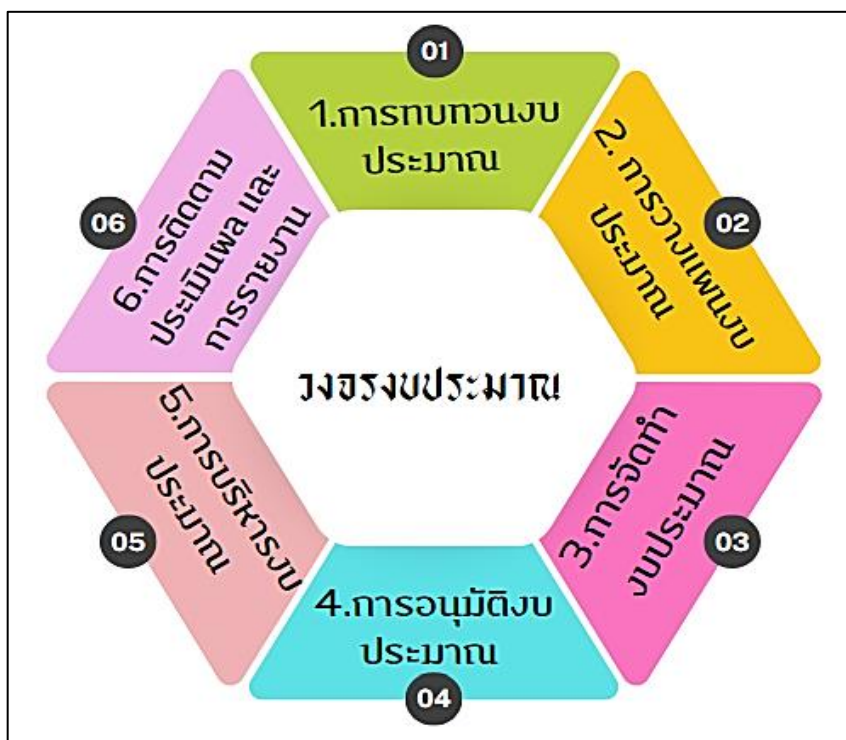 01
1.การทบทวนงบ
ประมาณ
02
2. การวางแผนงบ
ประมาณ
03
3.การจัดทำ
งบประมาณ
04
4.การอนุมัติงบ
ประมาณ
05
5.การบริหารงบ
ประมาณ
06
6.การติดตาม
ประเมินผล และ
การรายงาน
วงจรงบประมาณ